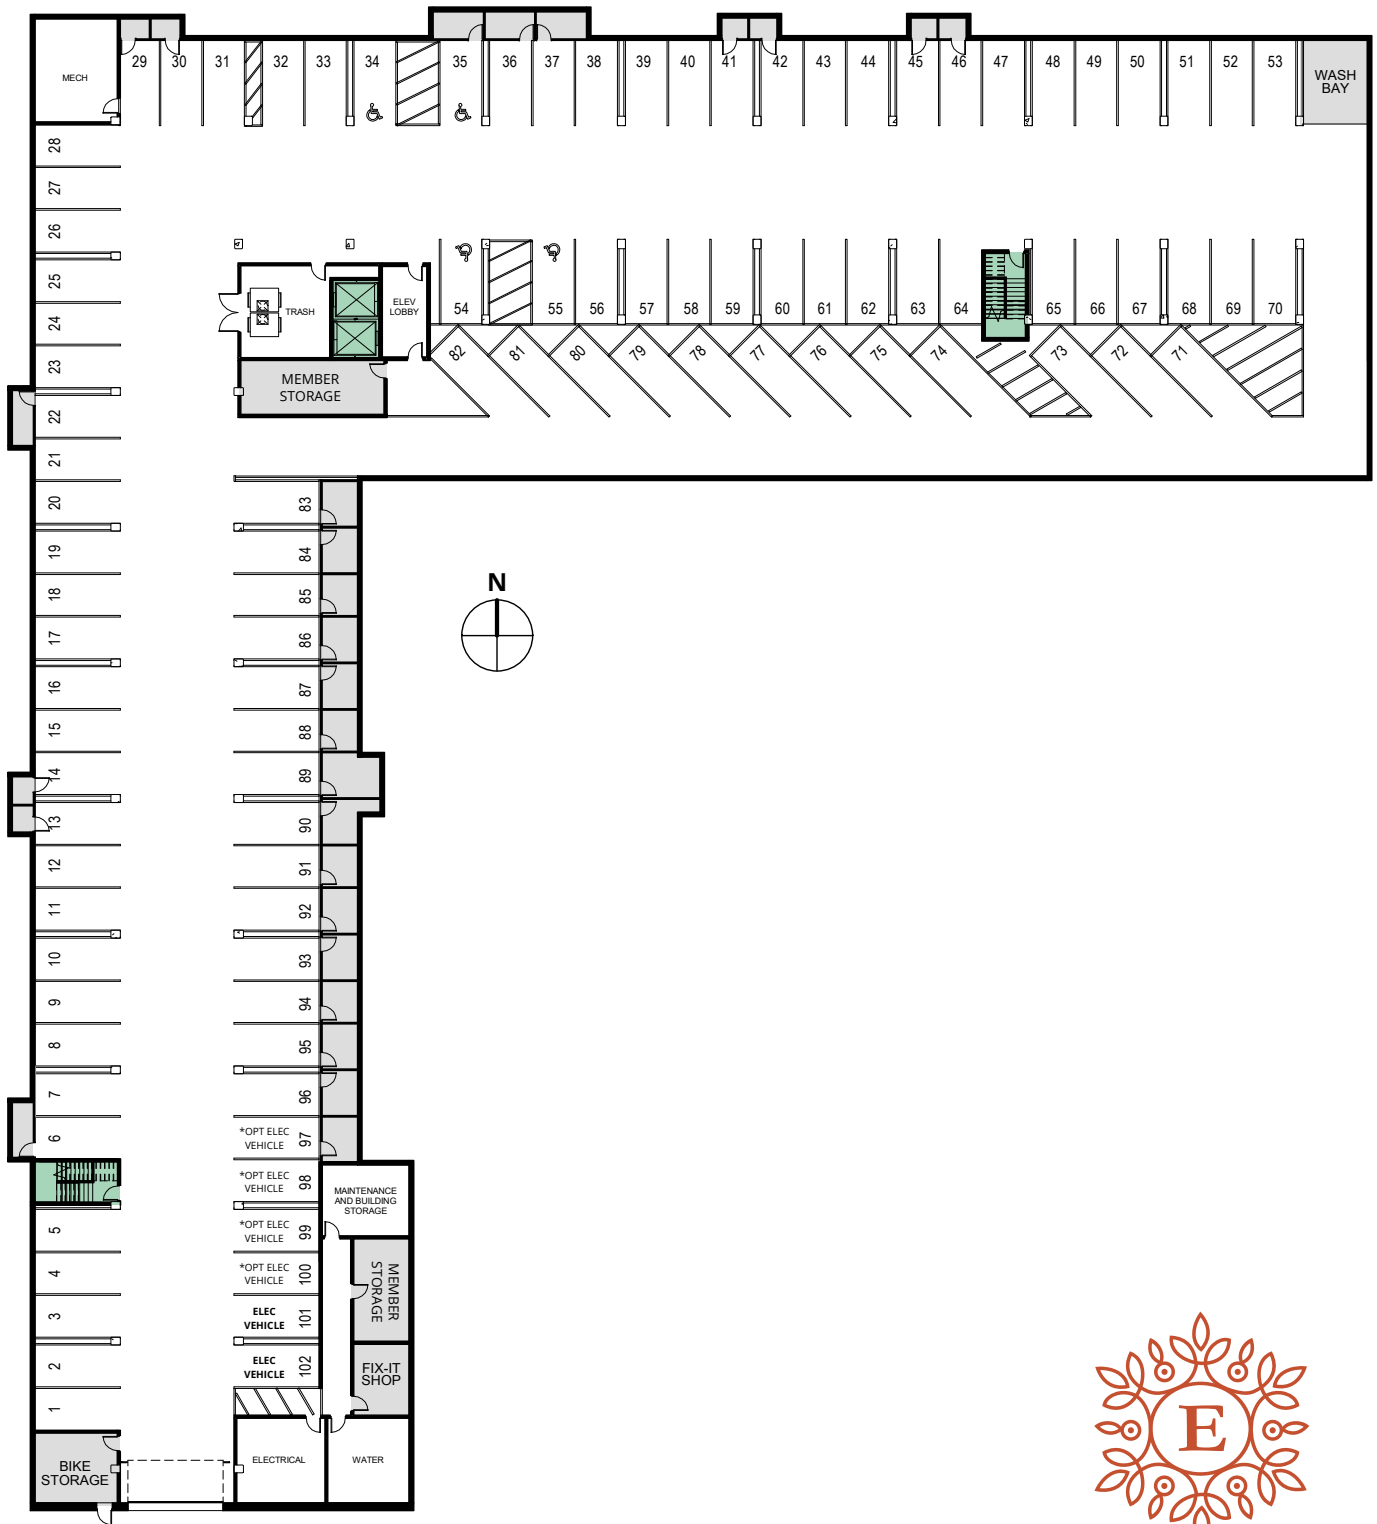 29 30 31 32 33 34 35 36 37 38 39 40 41 42 43 44 45 46 47 48 49 50 51 52 53
MECH
WASH
BAY
28
27
26
25
24
23
22
21
20
19
18
17
16
15
14
13
12
11
10
9
8
7
6
5
4
3
2
1
54 55 56 57 58 59 60 61 62 63 64 65 66 67 68 69 70
TRASH
ELEV
LOBBY
82 81 80 79 78 77 76 75 74 73 72 71
MEMBER
STORAGE
83
84
85
86
87
88
89
90
91
92
93
94
95
96
N
*OPT ELEC
VEHICLE
97
*OPT ELEC
VEHICLE
98
*OPT ELEC
VEHICLE
99
*OPT ELEC
VEHICLE
100
ELEC
VEHICLE
101
ELEC
VEHICLE
102
MAINTENANCE
AND BUILDING
STORAGE
MEMBER
STORAGE
FIX-IT
SHOP
BIKE
STORAGE
ELECTRICAL
WATER
E